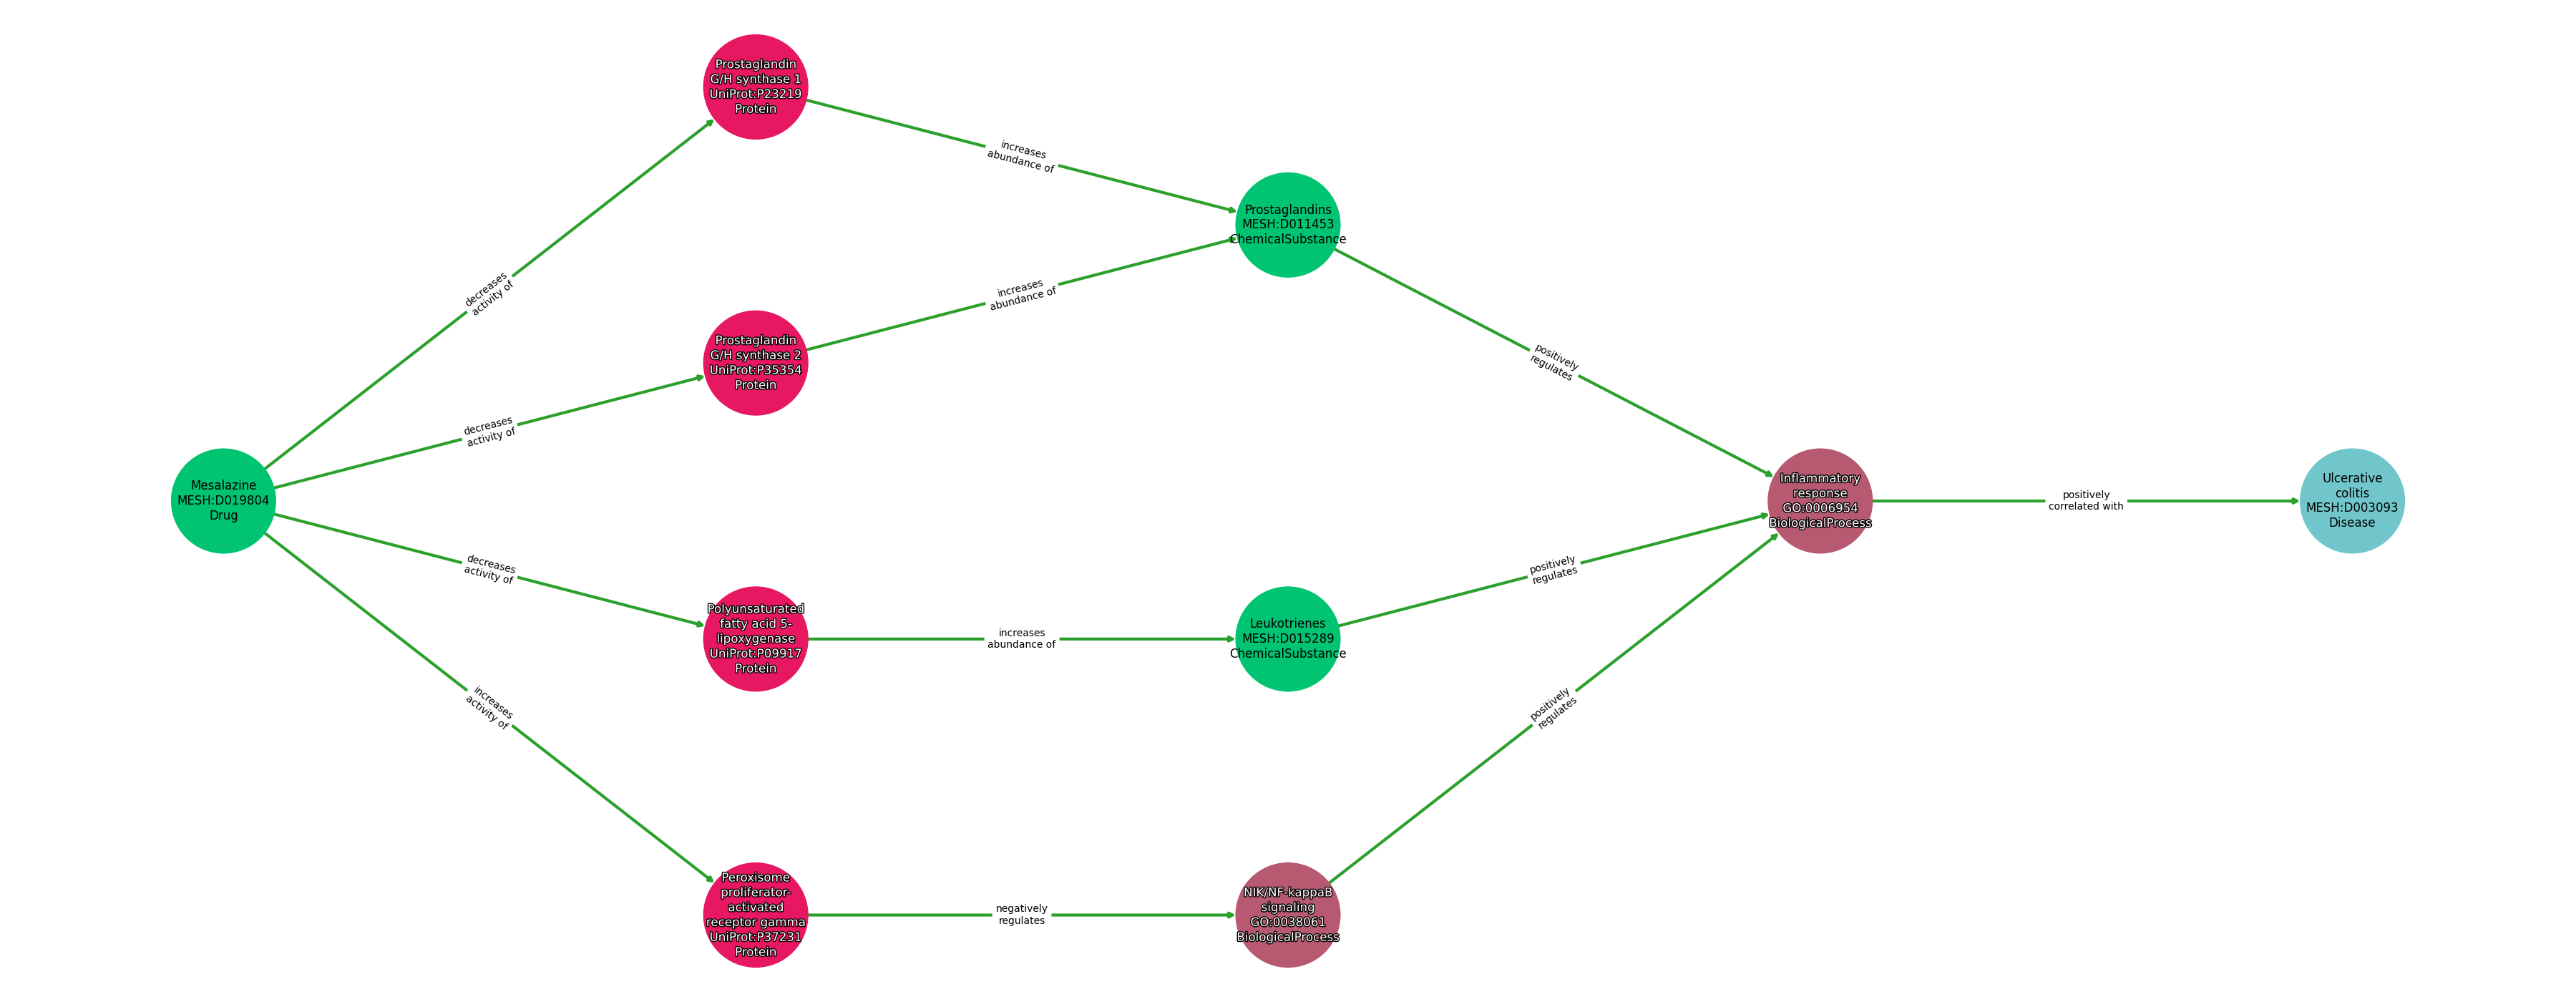 Prostaglandin
G/H synthase 1
UniProt:P23219
Protein
increases
abundance of
Prostaglandins
MESH:D011453
ChemicalSubstance
decreases
activity of
Prostaglandin
G/H synthase 2
UniProt:P35354
Protein
increases
abundance of
positively
regulates
decreases
activity of
Mesalazine
MESH:D019804
Drug
Inflammatory
response
GO:0006954
BiologicalProcess
positively
correlated with
Ulcerative
colitis
MESH:D003093
Disease
decreases
activity of
Polyunsaturated
fatty acid 5-
lipoxygenase
UniProt:P09917
Protein
increases
abundance of
Leukotrienes
MESH:D015289
ChemicalSubstance
positively
regulates
increases
activity of
positively
regulates
Peroxisome
proliferator-
activated
receptor gamma
UniProt:P37231
Protein
negatively
regulates
NIK/NF-kappaB
signaling
GO:0038061
BiologicalProcess